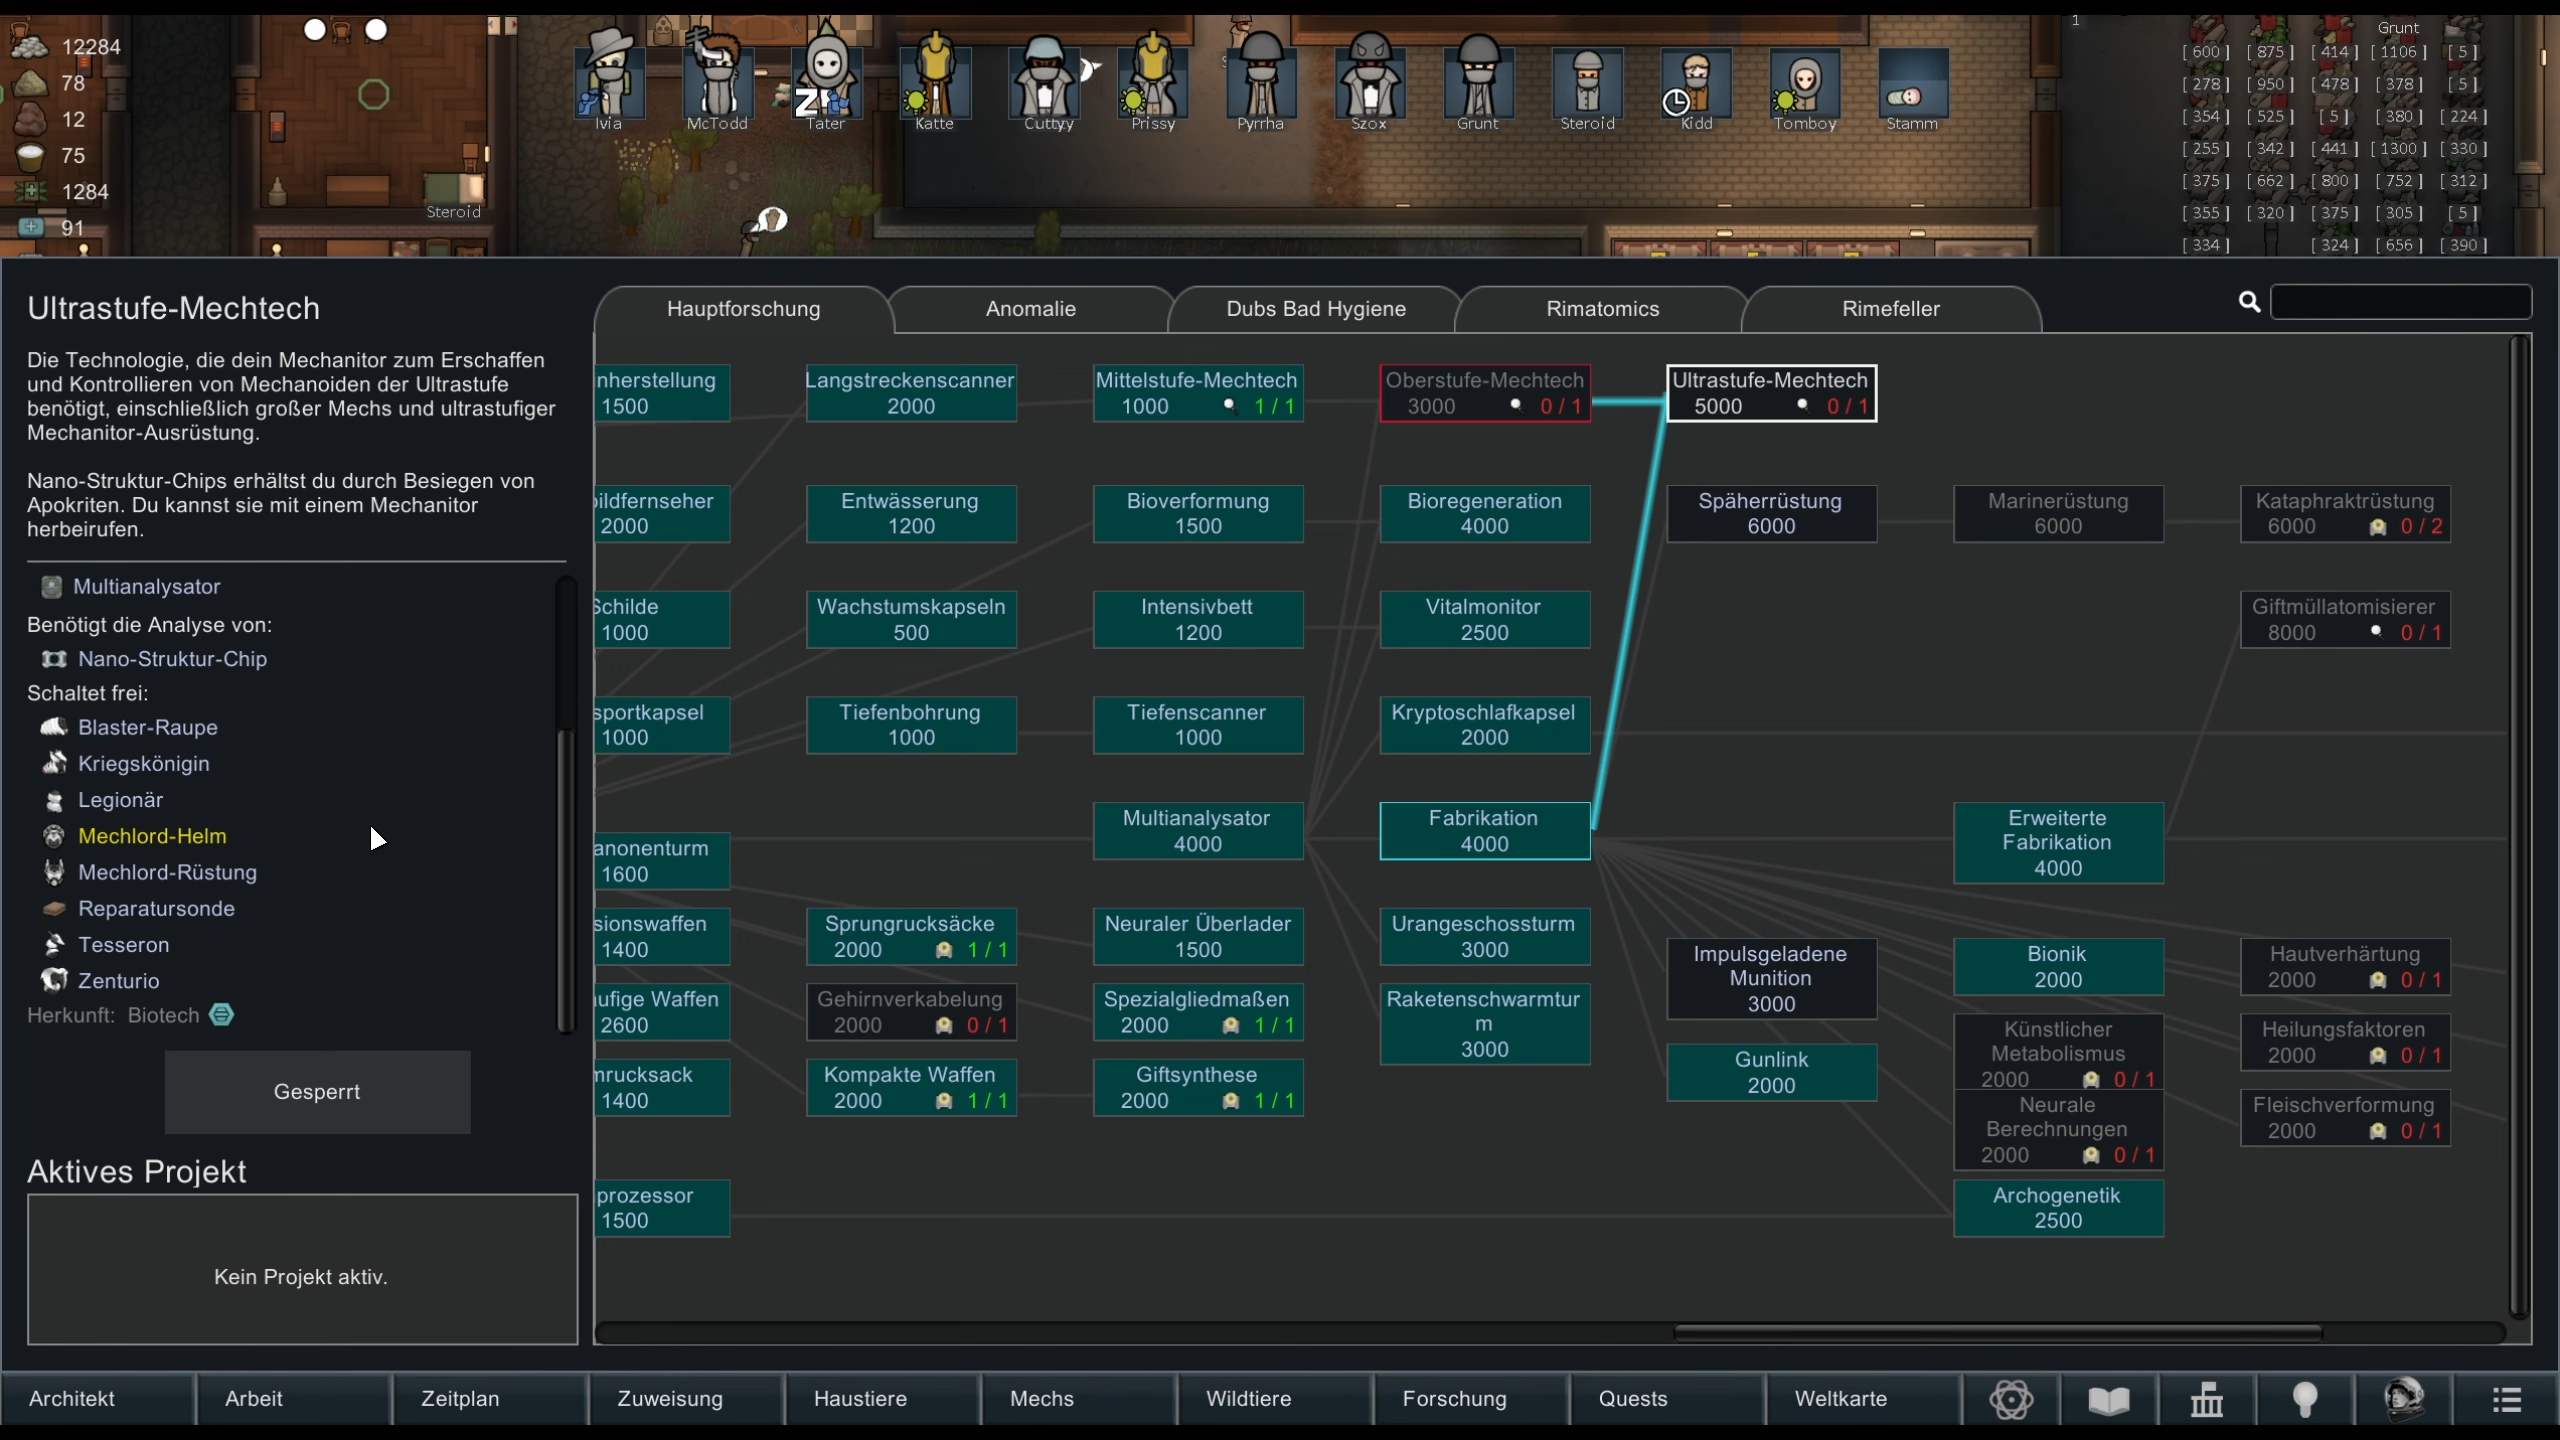 12284
78
12
75
1284
91
Steroid
Ivia
McTodd
Tater
Katte
Cuttyy
Prissy
Pyrrha
Szox
Grunt
Steroid
Kidd
Tomboy
Stamm
1
Grunt
[ 600 ] [ 875 ] [ 414 ] [ 1106 ] [ 5 ]
[ 278 ] [ 950 ] [ 478 ] [ 378 ] [ 5 ]
[ 354 ] [ 525 ] [ 5 ] [ 380 ] [ 224 ]
[ 255 ] [ 342 ] [ 441 ] [ 1300 ] [ 330 ]
[ 375 ] [ 662 ] [ 800 ] [ 752 ] [ 312 ]
[ 355 ] [ 320 ] [ 375 ] [ 305 ] [ 5 ]
[ 334 ] [ 324 ] [ 656 ] [ 390 ]
Ultrastufe-Mechtech
Die Technologie, die dein Mechanitor zum Erschaffen
und Kontrollieren von Mechanoiden der Ultrastufe
benötigt, einschließlich großer Mechs und ultrastufiger
Mechanitor-Ausrüstung.
Nano-Struktur-Chips erhältst du durch Besiegen von
Apokriten. Du kannst sie mit einem Mechanitor
herbeirufen.
Multianalysator
Benötigt die Analyse von:
Nano-Struktur-Chip
Schaltet frei:
Blaster-Raupe
Kriegskönigin
Legionär
Mechlord-Helm
Mechlord-Rüstung
Reparatursonde
Tesseron
Zenturio
Herkunft: Biotech
Gesperrt
Aktives Projekt
Kein Projekt aktiv.
Hauptforschung
Anomalie
Dubs Bad Hygiene
Rimatomics
Rimefeller
nherstellung
1500
Langstreckenscanner
2000
Mittelstufe-Mechtech
1000 1 / 1
Oberstufe-Mechtech
3000 0 / 1
Ultrastufe-Mechtech
5000 0 / 1
bildfernseher
2000
Entwässerung
1200
Bioverformung
1500
Bioregeneration
4000
Späherrüstung
6000
Marinerüstung
6000
Kataphraktrüstung
6000 0 / 2
Schilde
1000
Wachstumskapseln
500
Intensivbett
1200
Vitalmonitor
2500
Giftmüllatomisierer
8000 0 / 1
sportkapsel
1000
Tiefenbohrung
1000
Tiefenscanner
1000
Kryptoschlafkapsel
2000
anonenturm
1600
Multianalysator
4000
Fabrikation
4000
Erweiterte
Fabrikation
4000
sionswaffen
1400
Sprungrucksäcke
2000 1 / 1
Neuraler Überlader
1500
Urangeschossturm
3000
Impulsgeladene
Munition
3000
Bionik
2000
Hautverhärtung
2000 0 / 1
ufige Waffen
2600
Gehirnverkabelung
2000 0 / 1
Spezialgliedmaßen
2000 1 / 1
Raketenschwarmtur
m
3000
Künstlicher
Metabolismus
2000 0 / 1
Heilungsfaktoren
2000 0 / 1
mrucksack
1400
Kompakte Waffen
2000 1 / 1
Giftsynthese
2000 1 / 1
Gunlink
2000
Neurale
Berechnungen
2000 0 / 1
Fleischverformung
2000 0 / 1
prozessor
1500
Archogenetik
2500
Architekt
Arbeit
Zeitplan
Zuweisung
Haustiere
Mechs
Wildtiere
Forschung
Quests
Weltkarte